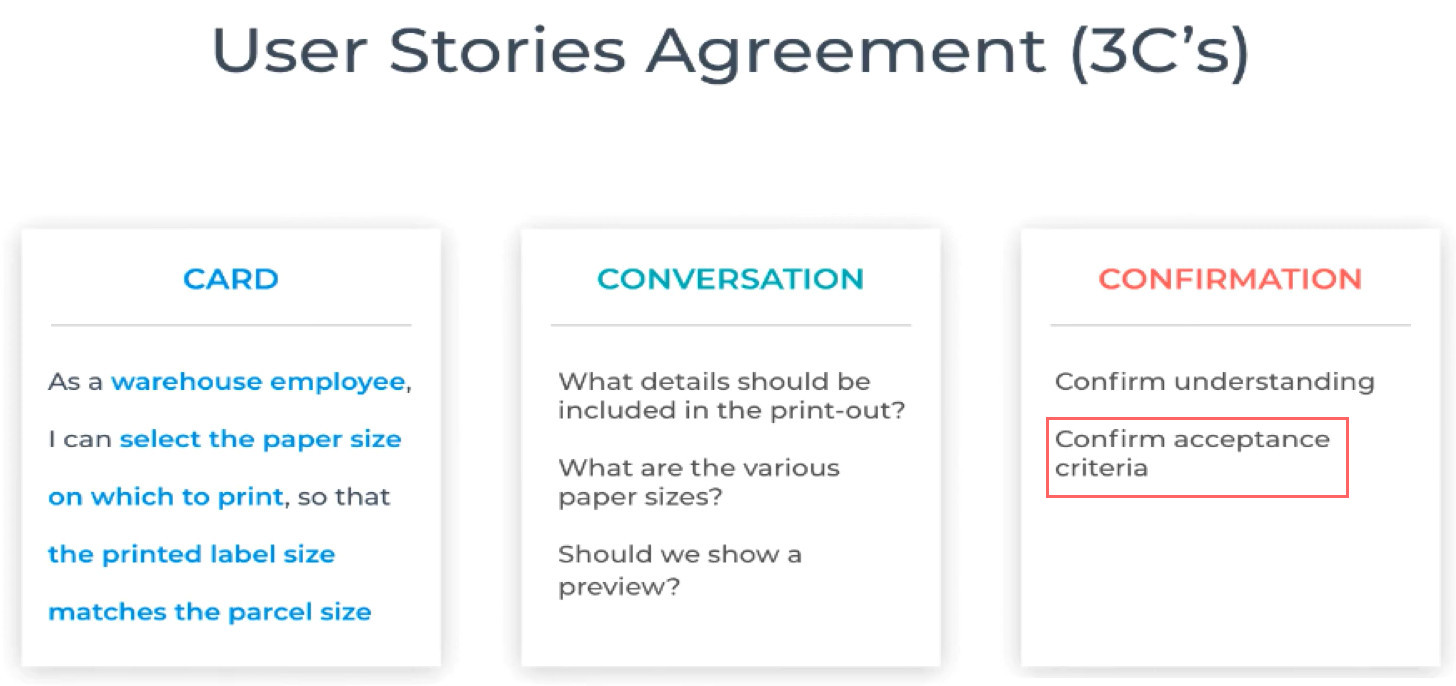 User Stories Agreement (3C’s)
CARD
As a warehouse employee,
I can select the paper size
on which to print, so that
the printed label size
matches the parcel size
CONVERSATION
What details should be
included in the print-out?
What are the various
paper sizes?
Should we show a
preview?
CONFIRMATION
Confirm understanding
Confirm acceptance
criteria